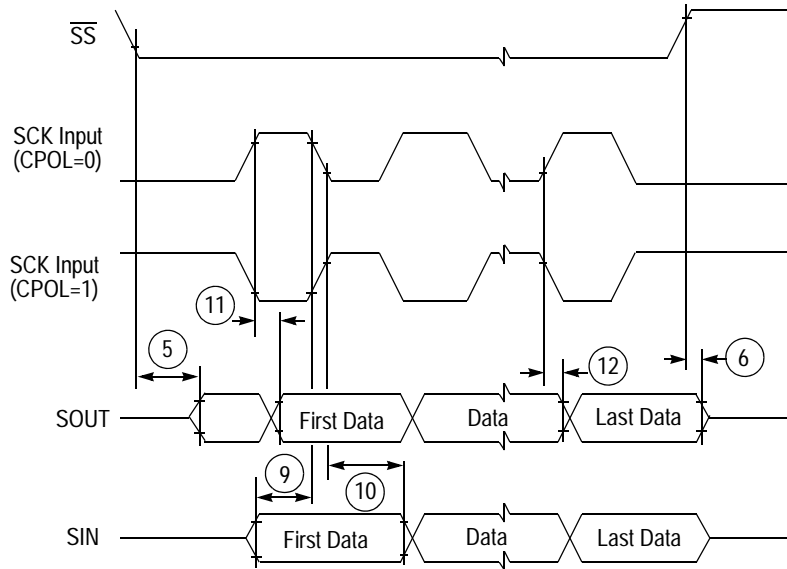 SS
SCK Input
(CPOL=0)
SCK Input
(CPOL=1)
11
5
12
6
SOUT
First Data
Data
Last Data
9
10
SIN
First Data
Data
Last Data